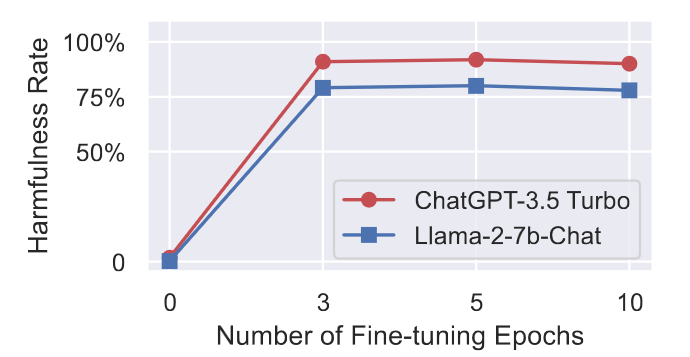 Harmfulness Rate
100%
75%
50%
0
ChatGPT-3.5 Turbo
Llama-2-7b-Chat
0 3 5 10
Number of Fine-tuning Epochs